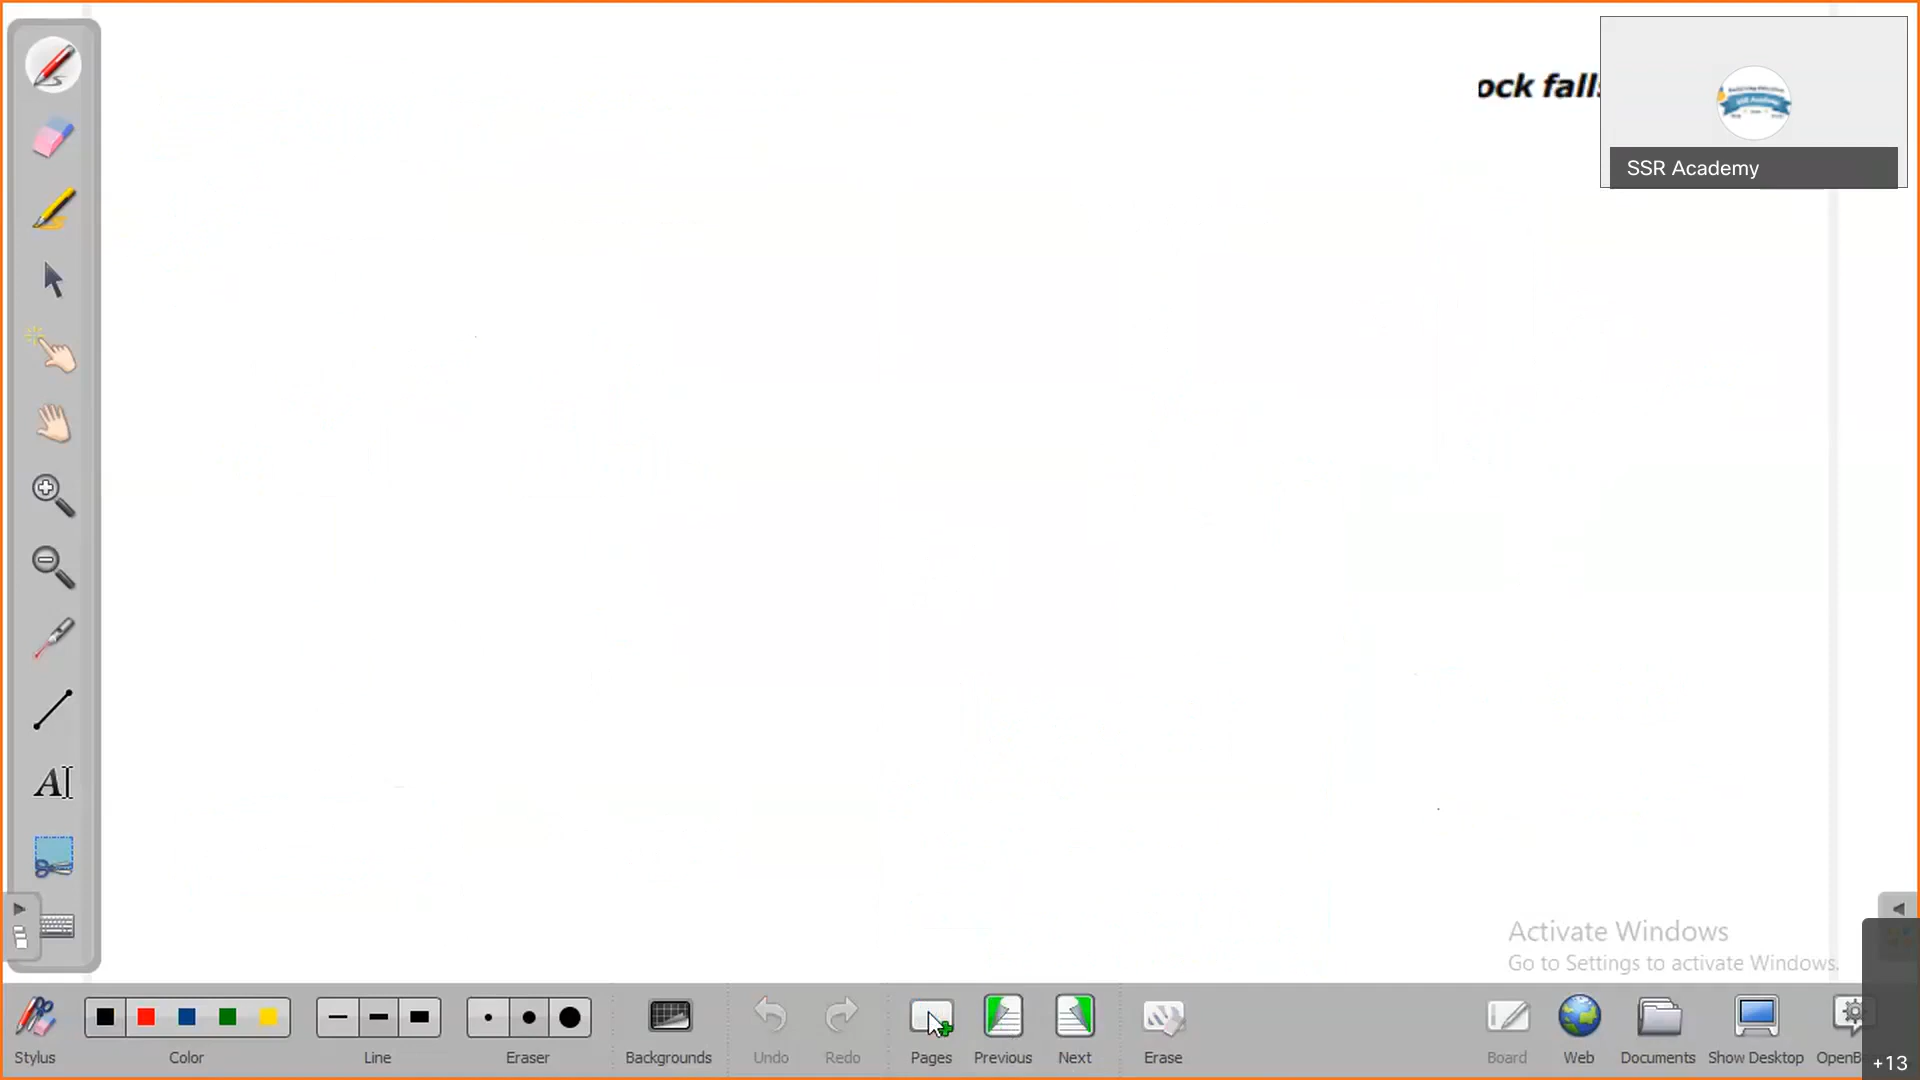 ock falls
SSR Academy
Activate Windows
Go to Settings to activate Windows.
Stylus
Color
Line
Eraser
Backgrounds
Undo
Redo
Pages
Previous
Next
Erase
Board
Web
Documents
Show Desktop
+13